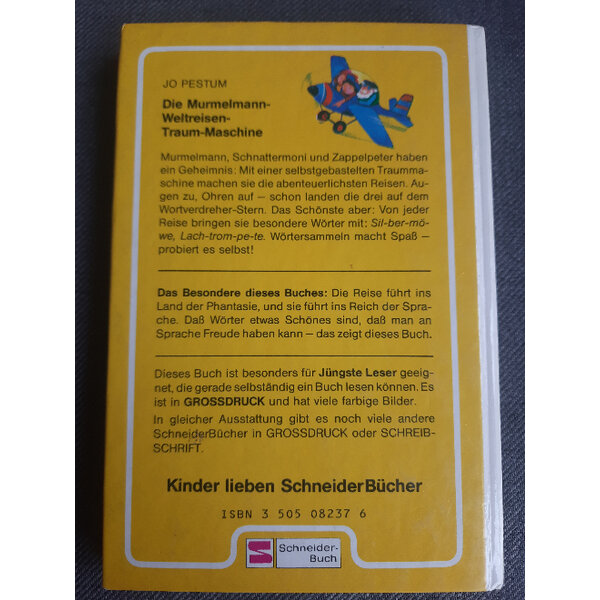 JO PESTUM
Die Murmelmann-
Weltreisen-
Traum-Maschine
Murmelmann, Schnattermoni und Zappelpeter haben
ein Geheimnis: Mit einer selbstgebastelten Traumma-
schine machen sie die abenteuerlichsten Reisen. Au-
gen zu, Ohren auf – schon landen die drei auf dem
Wortverdreher-Stern. Das Schönste aber: Von jeder
Reise bringen sie besondere Wörter mit: Sil-ber-mö-
we, Lach-trom-pe-te. Wörtersammeln macht Spaß –
probiert es selbst!
Das Besondere dieses Buches: Die Reise führt ins
Land der Phantasie, und sie führt ins Reich der Spra-
che. Daß Wörter etwas Schönes sind, daß man an
Sprache Freude haben kann – das zeigt dieses Buch.
Dieses Buch ist besonders für Jüngste Leser geeig-
net, die gerade selbständig ein Buch lesen können. Es
ist in GROSSDRUCK und hat viele farbige Bilder.
In gleicher Ausstattung gibt es noch viele andere
SchneiderBücher in GROSSDRUCK oder SCHREIB-
SCHRIFT.
Kinder lieben SchneiderBücher
ISBN 3 505 08237 6
Schneider-
Buch